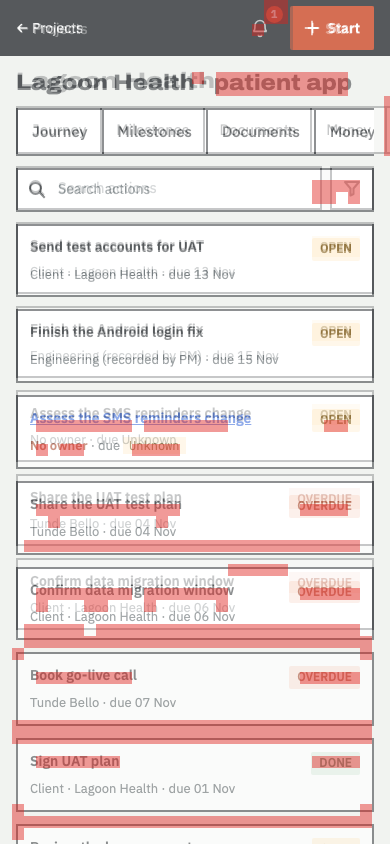 ← Projects
1
+ Start
Lagoon Health · patient app
Journey
Milestones
Documents
Money
Search actions
Send test accounts for UAT
OPEN
Client · Lagoon Health · due 13 Nov
Finish the Android login fix
OPEN
Engineering (recorded by PM) · due 15 Nov
Assess the SMS reminders change
OPEN
No owner · due Unknown
Share the UAT test plan
OVERDUE
Tunde Bello · due 04 Nov
Confirm data migration window
OVERDUE
Client · Lagoon Health · due 06 Nov
Book go-live call
OVERDUE
Tunde Bello · due 07 Nov
Sign UAT plan
DONE
Client · Lagoon Health · due 01 Nov